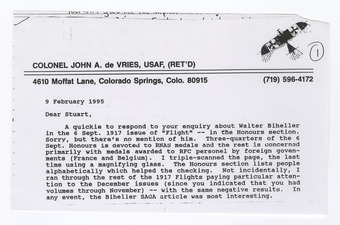 1
COLONEL JOHN A. de VRIES, USAF, (RET'D)
4610 Moffat Lane, Colorado Springs, Colo. 80915 (719) 596-4172
9 February 1995
Dear Stuart,
A quickie to respond to your enquiry about Walter Biheller
in the 6 Sept. 1917 issue of "Flight" -- in the Honours section.
Sorry, but there's no mention of him. Three-quarters of the 6
Sept. Honours is devoted to RNAS medals and the rest is concerned
primarily with medals awarded to RFC personnel by foreign govern-
ments (France and Belgium). I triple-scanned the page, the last
time using a magnifying glass. The Honours section lists people
alphabetically which helped the checking. Not incidentally, I
ran through the rest of the 1917 Flights paying particular atten-
tion to the December issues (since you indicated that you had
volumes through November) -- with the same negative results. In
any event, the Biheller SAGA article was most interesting.